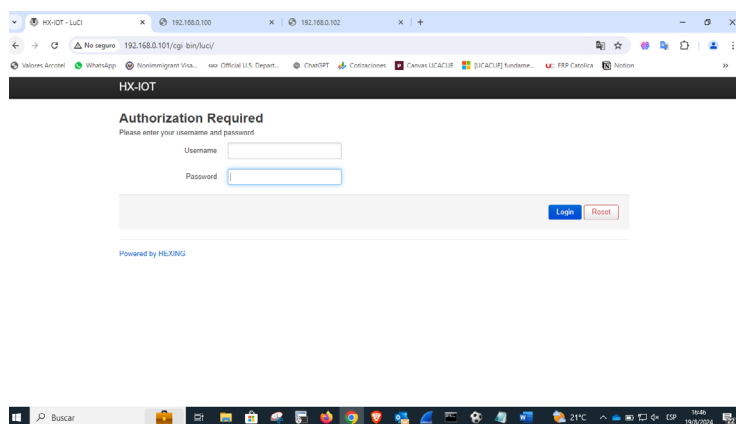 HX-IOT - LuCI
192.168.0.100
192.168.0.102
No seguro
192.168.0.101/cgi-bin/luci/
Valores Arcotel
WhatsApp
Nonimmigrant Visa...
Official U.S. Depart...
ChatGPT
Cotizaciones
Canvas UCACUE
[UCACUE] fundame...
ERP Catolica
Notion
HX-IOT
Authorization Required
Please enter your username and password.
Username
Password
Login
Reset
Powered by HEXING
Buscar
21°C
ESP
16:46
19/8/2024